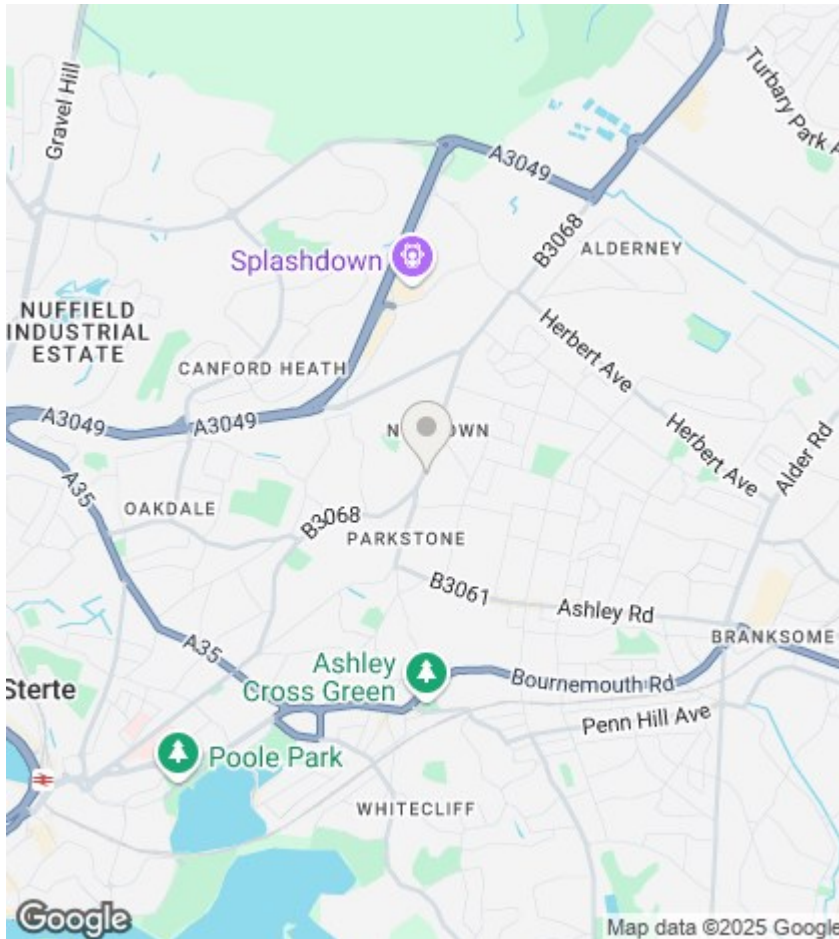 Gravel Hill
Turbary Park A
A3049
B3068
ALDERNEY
Splashdown
NUFFIELD
INDUSTRIAL
ESTATE
Herbert Ave
CANFORD HEATH
A3049
A3049
Herbert Ave
Alder Rd
A35
OAKDALE
B3068
PARKSTONE
B3061
Ashley Rd
BRANKSOME
A35
Ashley
Cross Green
Bournemouth Rd
Sterte
Penn Hill Ave
Poole Park
WHITECLIFF
Google
Map data ©2025 Google